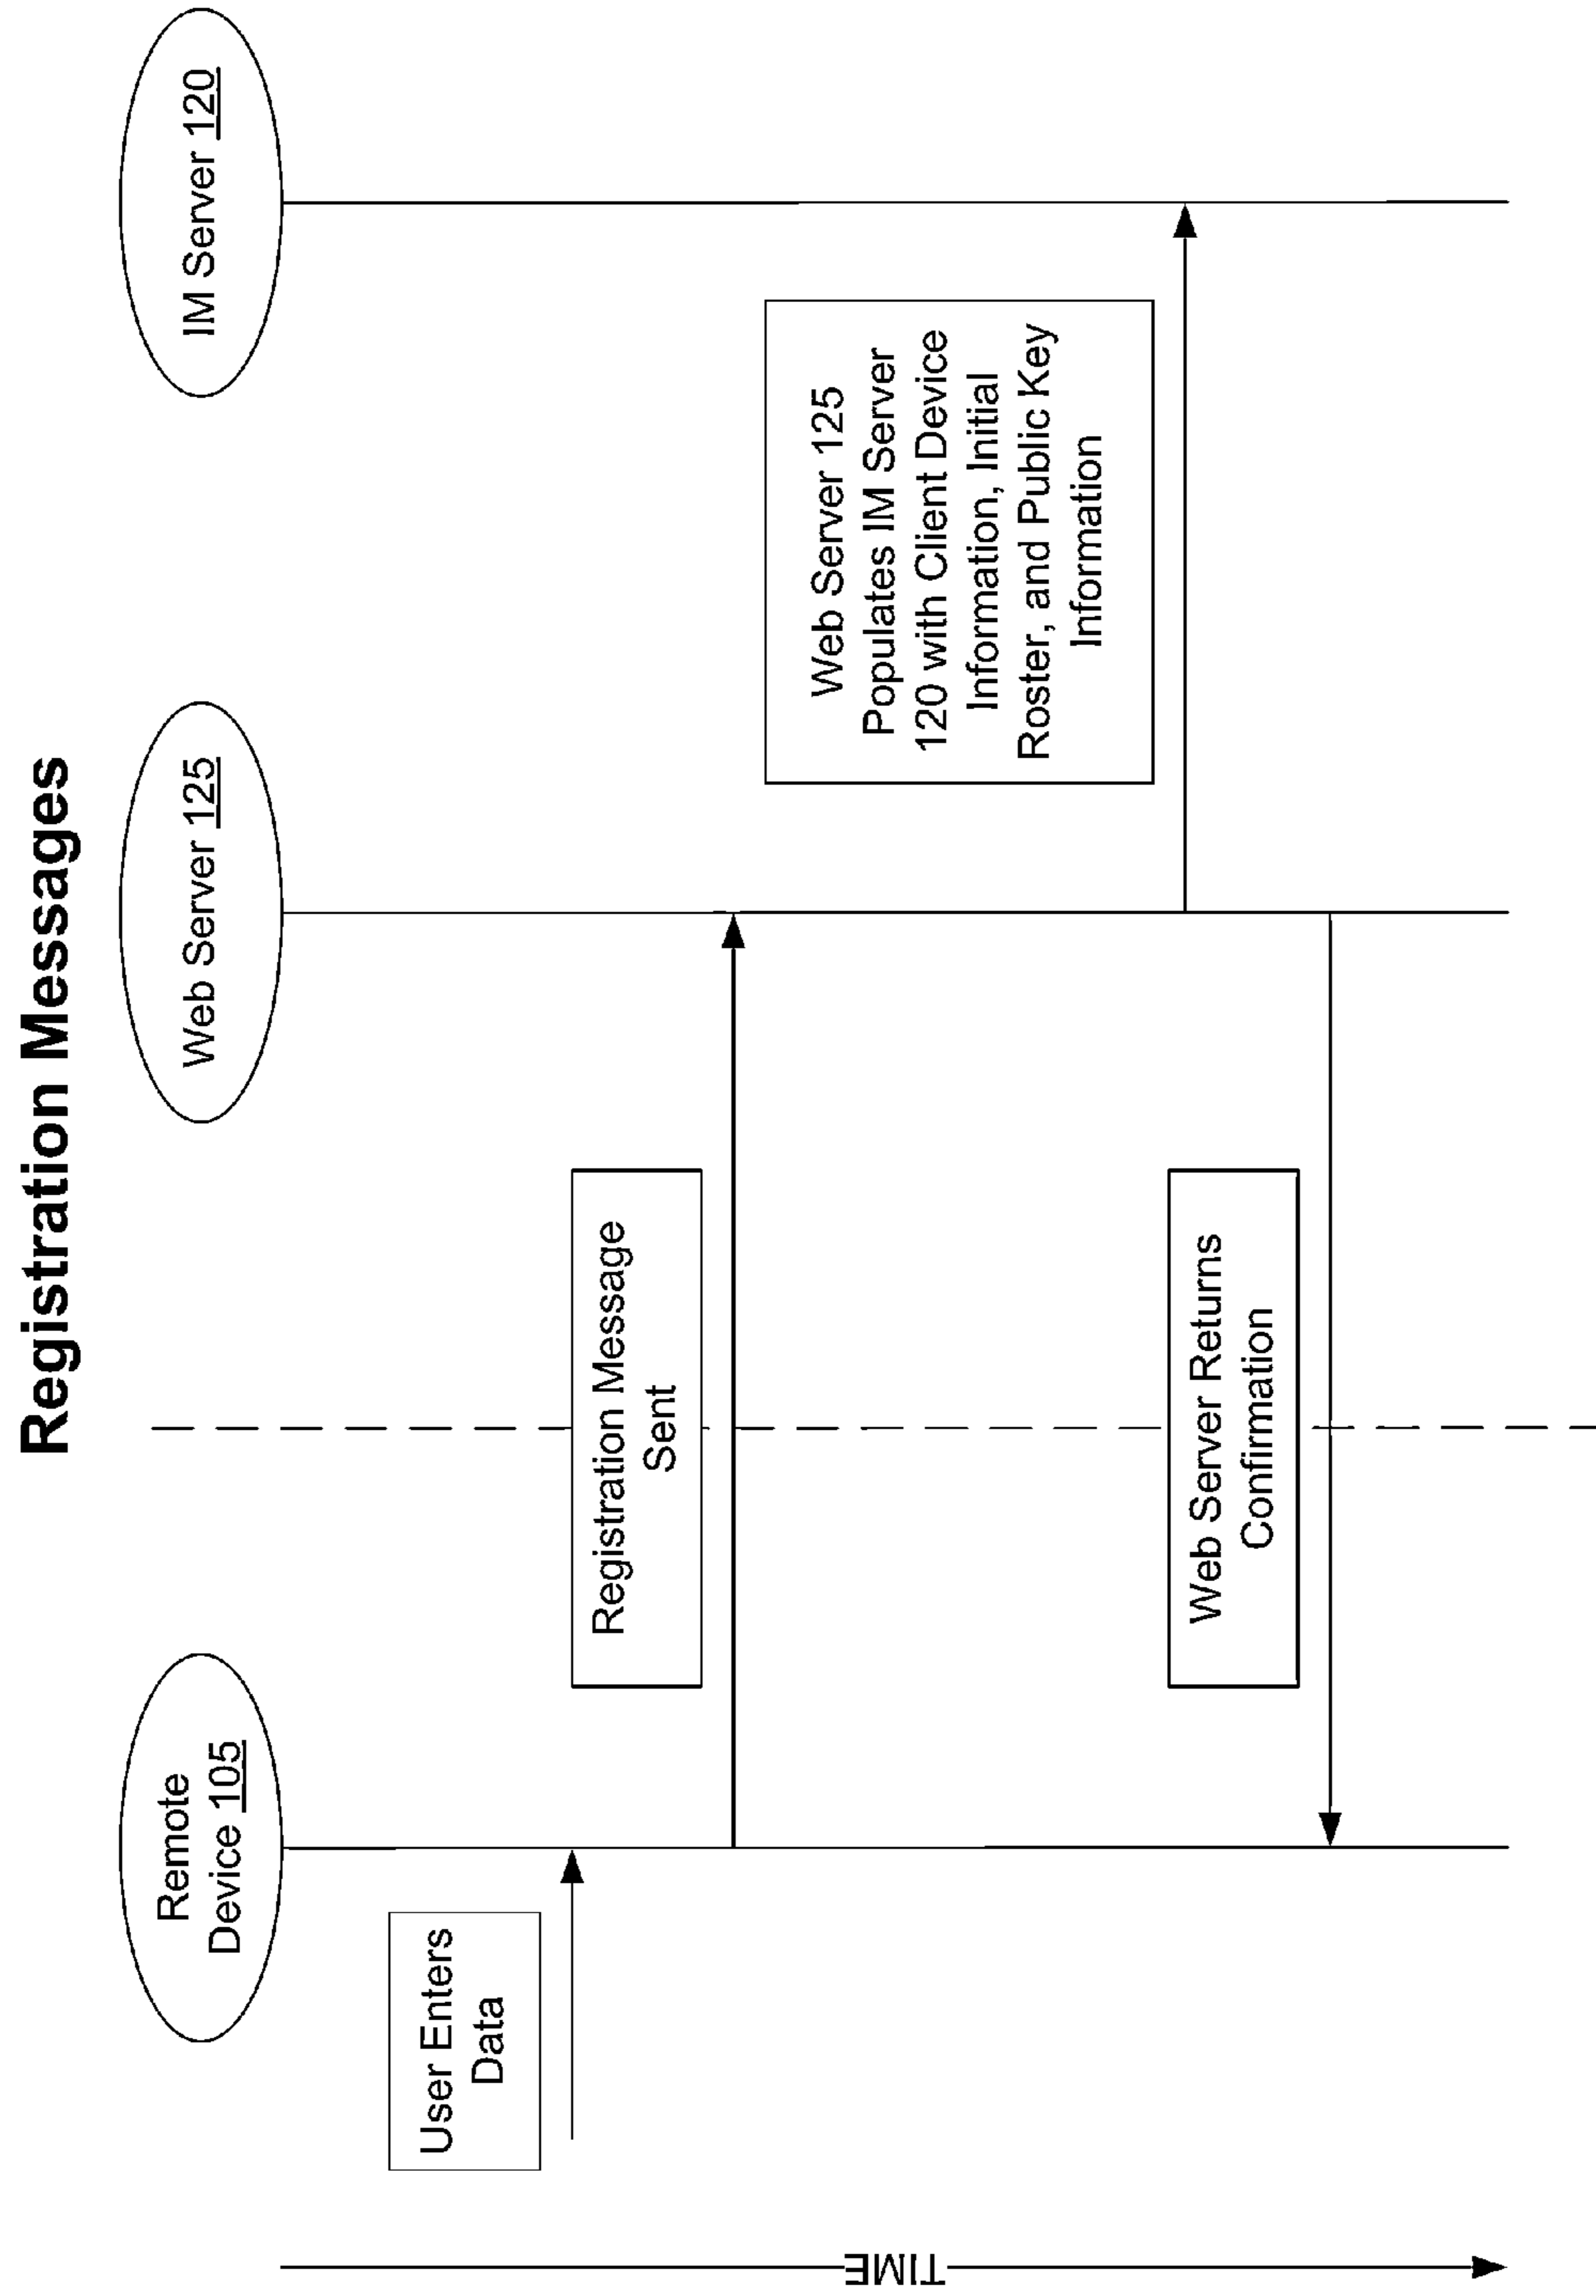 Registration Messages
Remote
Device 105
Web Server 125
IM Server 120
User Enters
Data
Registration Message
Sent
Web Server 125
Populates IM Server
120 with Client Device
Information, Initial
Roster, and Public Key
Information
Web Server Returns
Confirmation
TIME